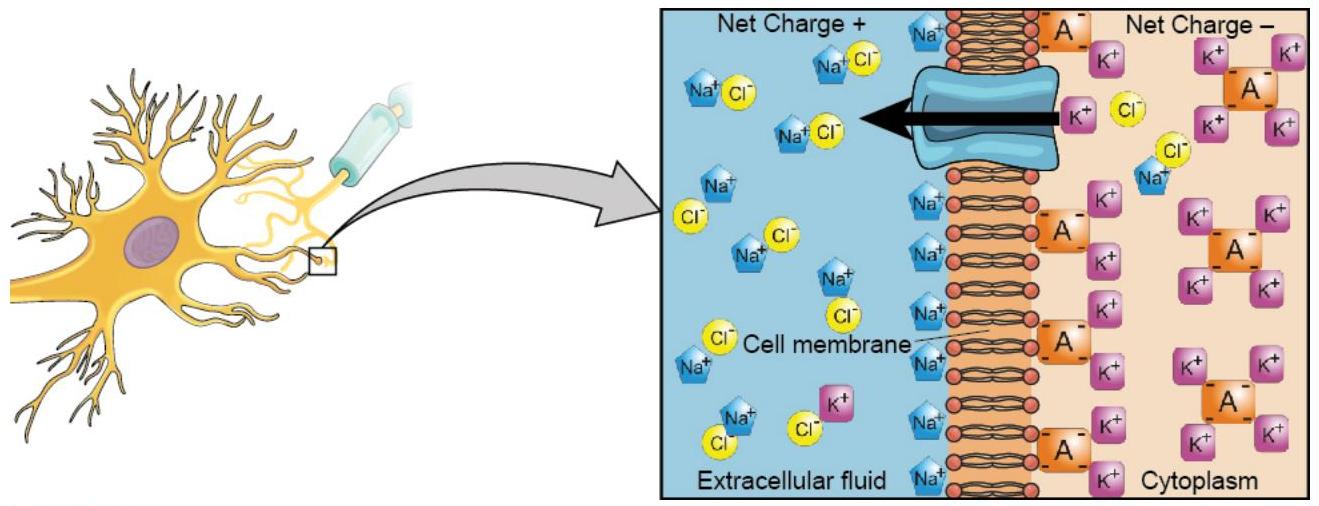 Net Charge +
Net Charge –
Na⁺
A
K⁺
K⁺
K⁺
Na⁺ Cl⁻
A
Na⁺ Cl⁻
K⁺
Cl⁻
K⁺
K⁺
Na⁺ Cl⁻
Cl⁻
Na⁺
Na⁺
Cl⁻
Na⁺
K⁺
K⁺
K⁺
A
Na⁺ Cl⁻
Na⁺
K⁺
A
Na⁺
Cl⁻
K⁺
K⁺
Na⁺
K⁺
Cl⁻
Cell membrane
A
Na⁺
Na⁺
K⁺
K⁺
K⁺
K⁺
A
Na⁺
Cl⁻
Cl⁻ K⁺
Na⁺
K⁺
A
K⁺
K⁺
Extracellular fluid
Na⁺
K⁺
Cytoplasm